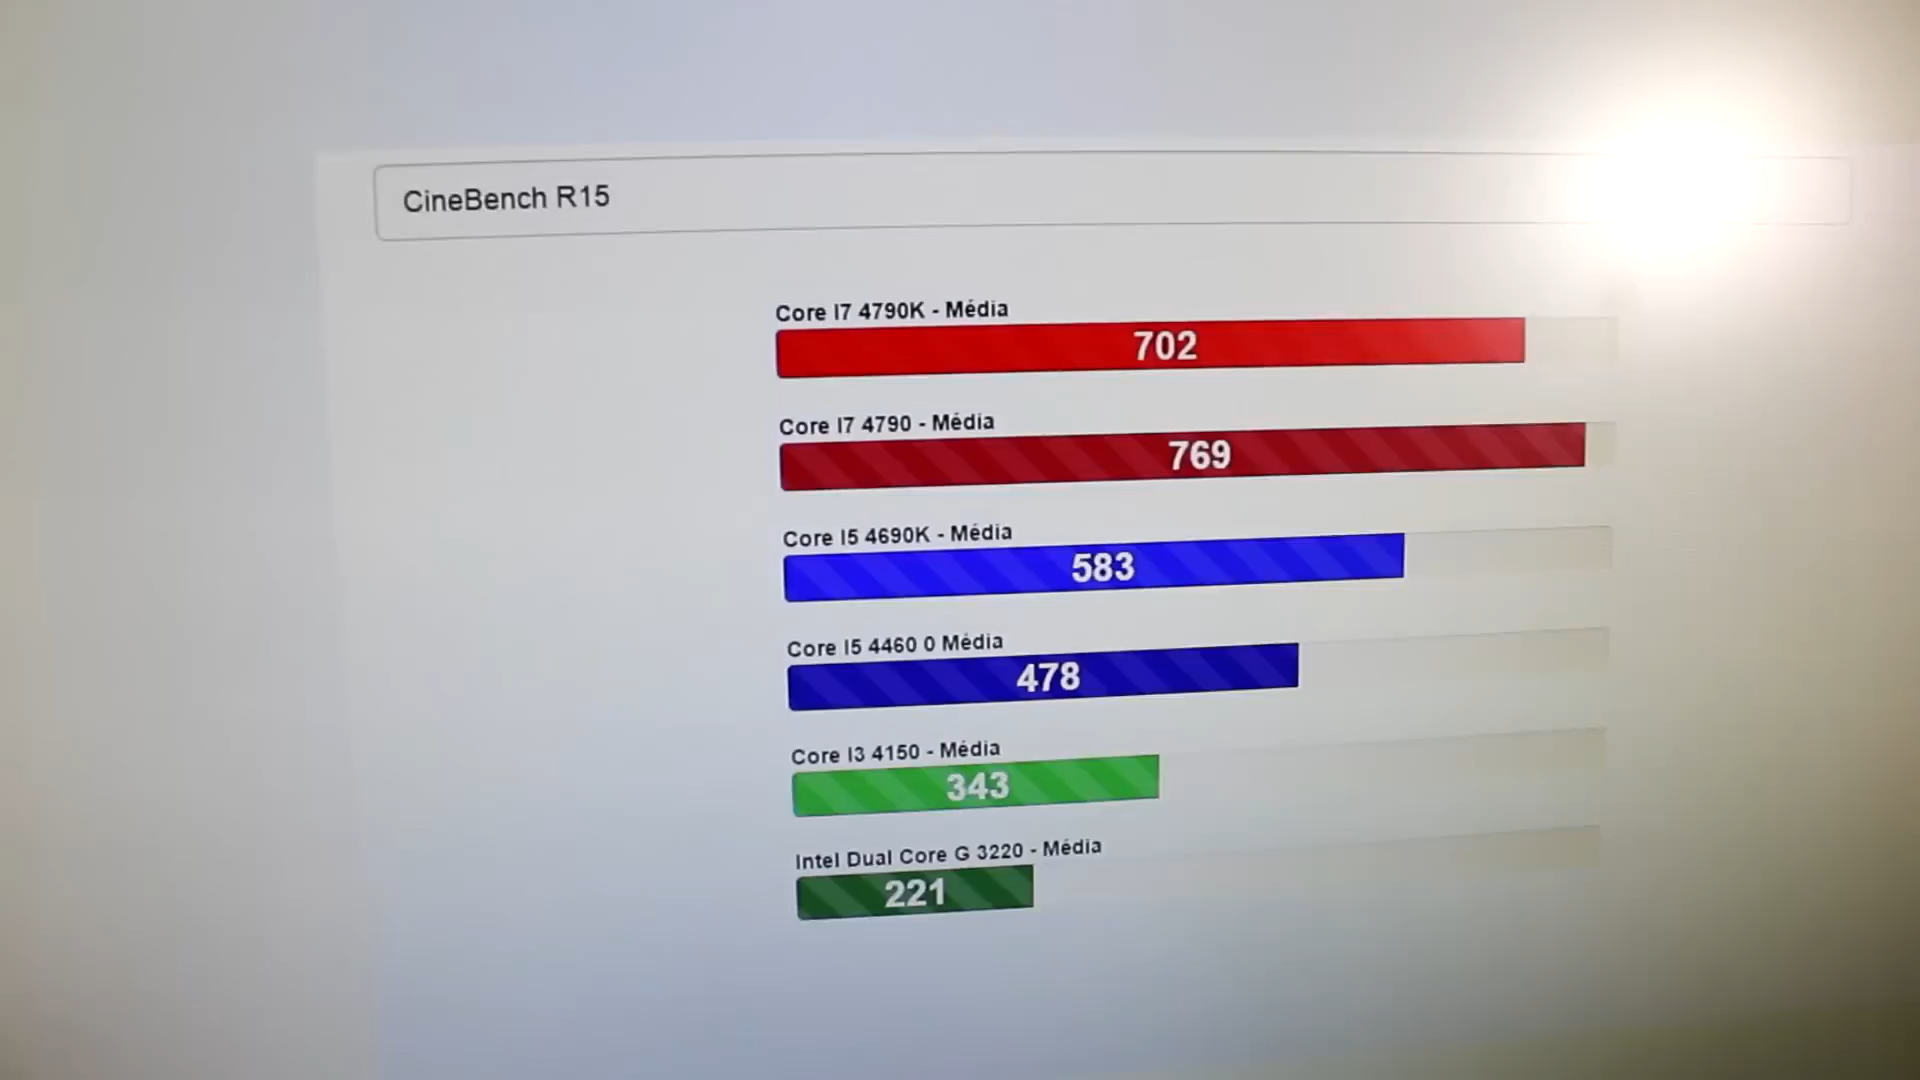 CineBench R15
Core I7 4790K - Média
702
Core I7 4790 - Média
769
Core I5 4690K - Média
583
Core I5 4460 0 Média
478
Core I3 4150 - Média
343
Intel Dual Core G 3220 - Média
221